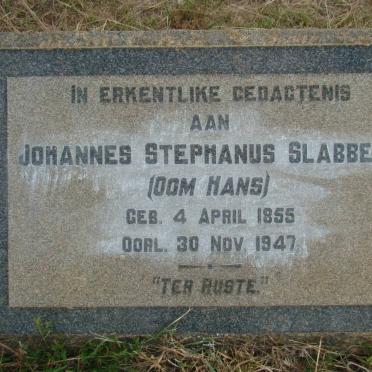 IN ERKENTLIKE GEDAGTENIS
AAN
JOHANNES STEPHANUS SLABBE
(OOM HANS)
GEB. 4 APRIL 1855
OORL. 30 NOV. 1947
"TER RUSTE."